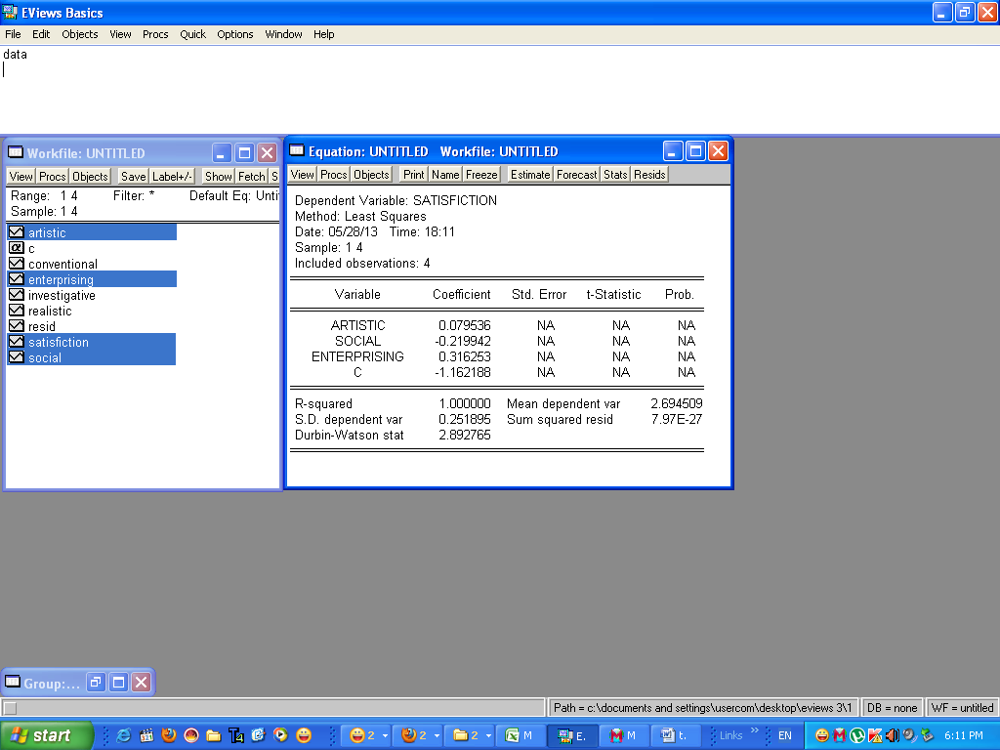 EViews Basics
File Edit Objects View Procs Quick Options Window Help
data
Workfile: UNTITLED
View Procs Objects Save Label+/- Show Fetch S
Range: 1 4 Filter: * Default Eq: Unti
Sample: 1 4
artistic
c
conventional
enterprising
investigative
realistic
resid
satisfiction
social
Equation: UNTITLED Workfile: UNTITLED
View Procs Objects Print Name Freeze Estimate Forecast Stats Resids
Dependent Variable: SATISFICTION
Method: Least Squares
Date: 05/28/13 Time: 18:11
Sample: 1 4
Included observations: 4
Variable Coefficient Std. Error t-Statistic Prob.
ARTISTIC 0.079536 NA NA NA
SOCIAL -0.219942 NA NA NA
ENTERPRISING 0.316253 NA NA NA
C -1.162188 NA NA NA
R-squared 1.000000 Mean dependent var 2.694509
S.D. dependent var 0.251895 Sum squared resid 7.97E-27
Durbin-Watson stat 2.892765
Group:...
Path = c:\documents and settings\usercom\desktop\eviews 3\1 DB = none WF = untitled
start 2 2 2 M E. M t. Links » EN 6:11 PM